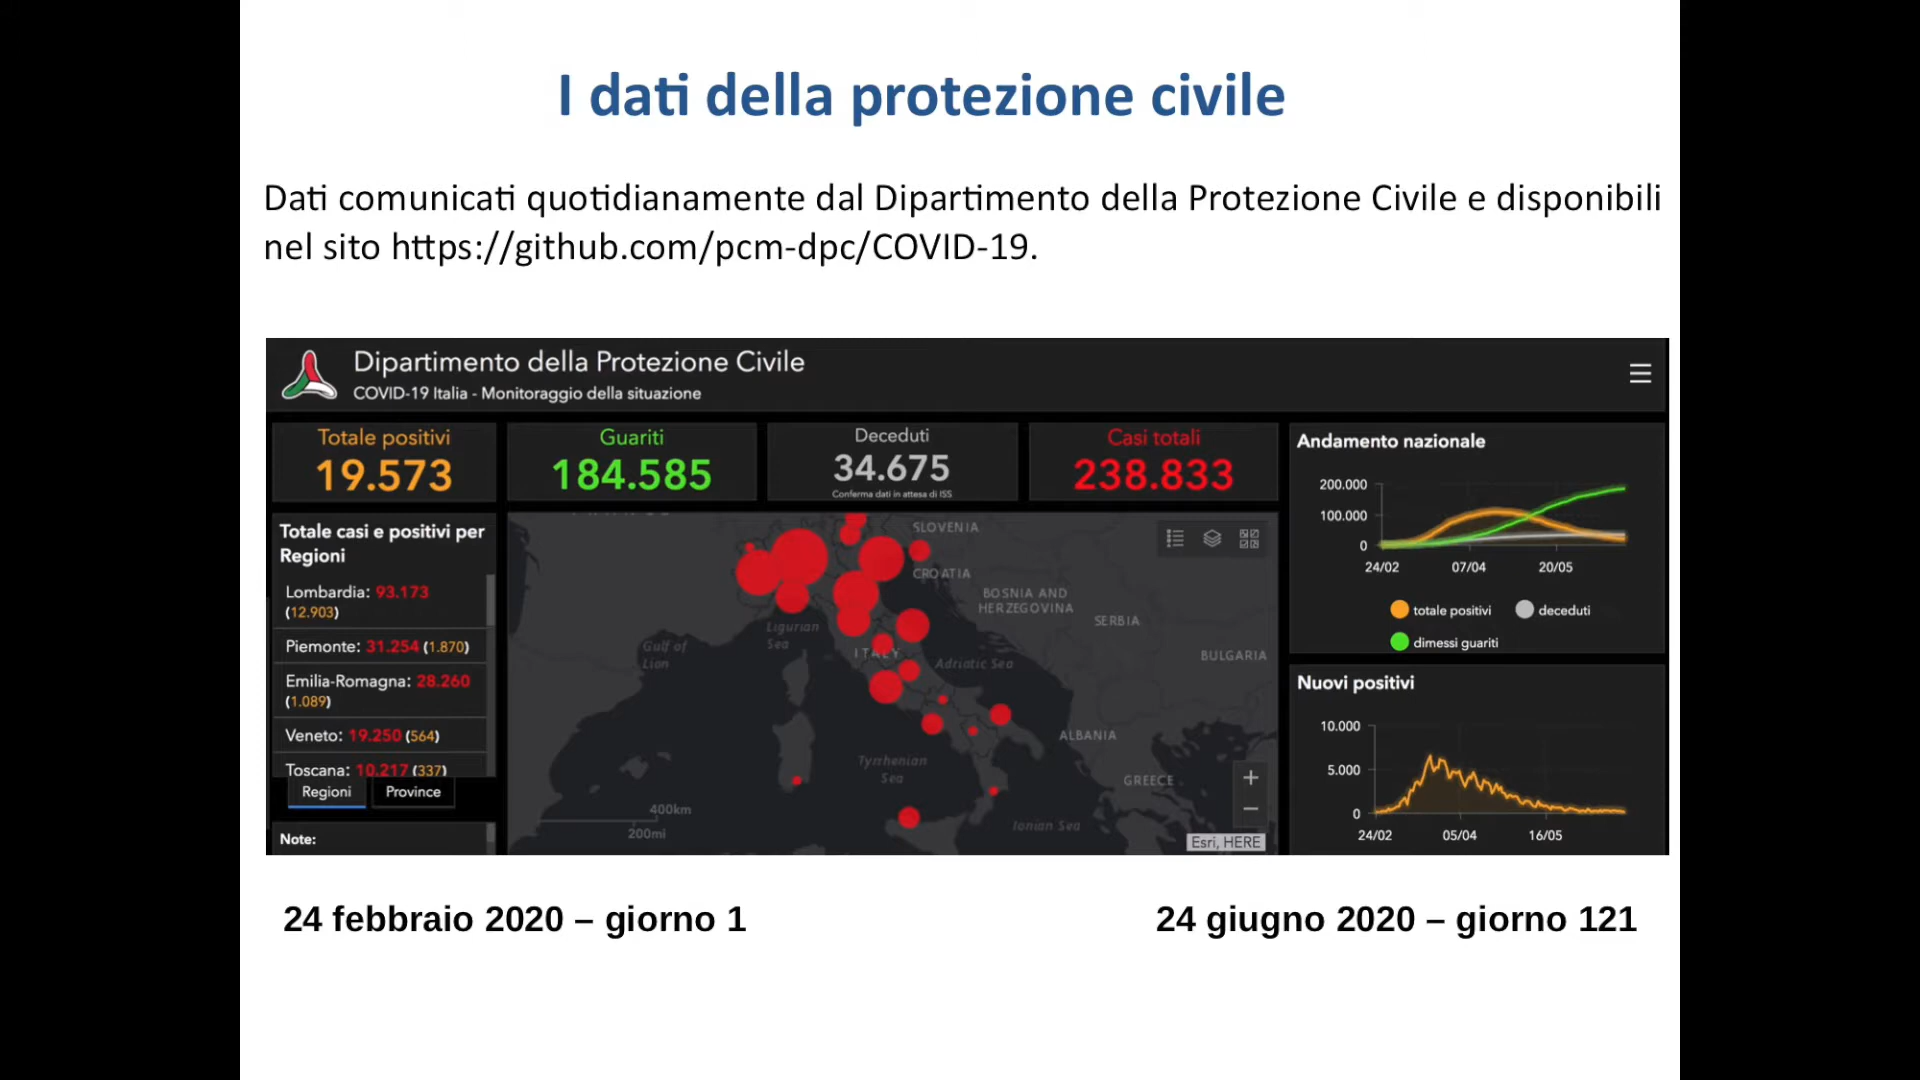 I dati della protezione civile
Dati comunicati quotidianamente dal Dipartimento della Protezione Civile e disponibili
nel sito https://github.com/pcm-dpc/COVID-19.
Dipartimento della Protezione Civile
COVID-19 Italia - Monitoraggio della situazione
Totale positivi
19.573
Guariti
184.585
Deceduti
34.675
Conferma dati in attesa di ISS
Casi totali
238.833
Totale casi e positivi per
Regioni
Lombardia: 93.173
(12.903)
Piemonte: 31.254 (1.870)
Emilia-Romagna: 28.260
(1.089)
Veneto: 19.250 (564)
Toscana: 10.217 (337)
Regioni
Province
Note:
SLOVENIA
CROATIA
BOSNIA AND
HERZEGOVINA
SERBIA
Ligurian
Sea
Gulf of
Lion
ITALY
Adriatic Sea
BULGARIA
ALBANIA
Tyrrhenian
Sea
GREECE
Ionian Sea
400km
200mi
+
−
Esri, HERE
Andamento nazionale
200.000
100.000
0
24/02 07/04 20/05
totale positivi
deceduti
dimessi guariti
Nuovi positivi
10.000
5.000
0
24/02 05/04 16/05
24 febbraio 2020 – giorno 1
24 giugno 2020 – giorno 121